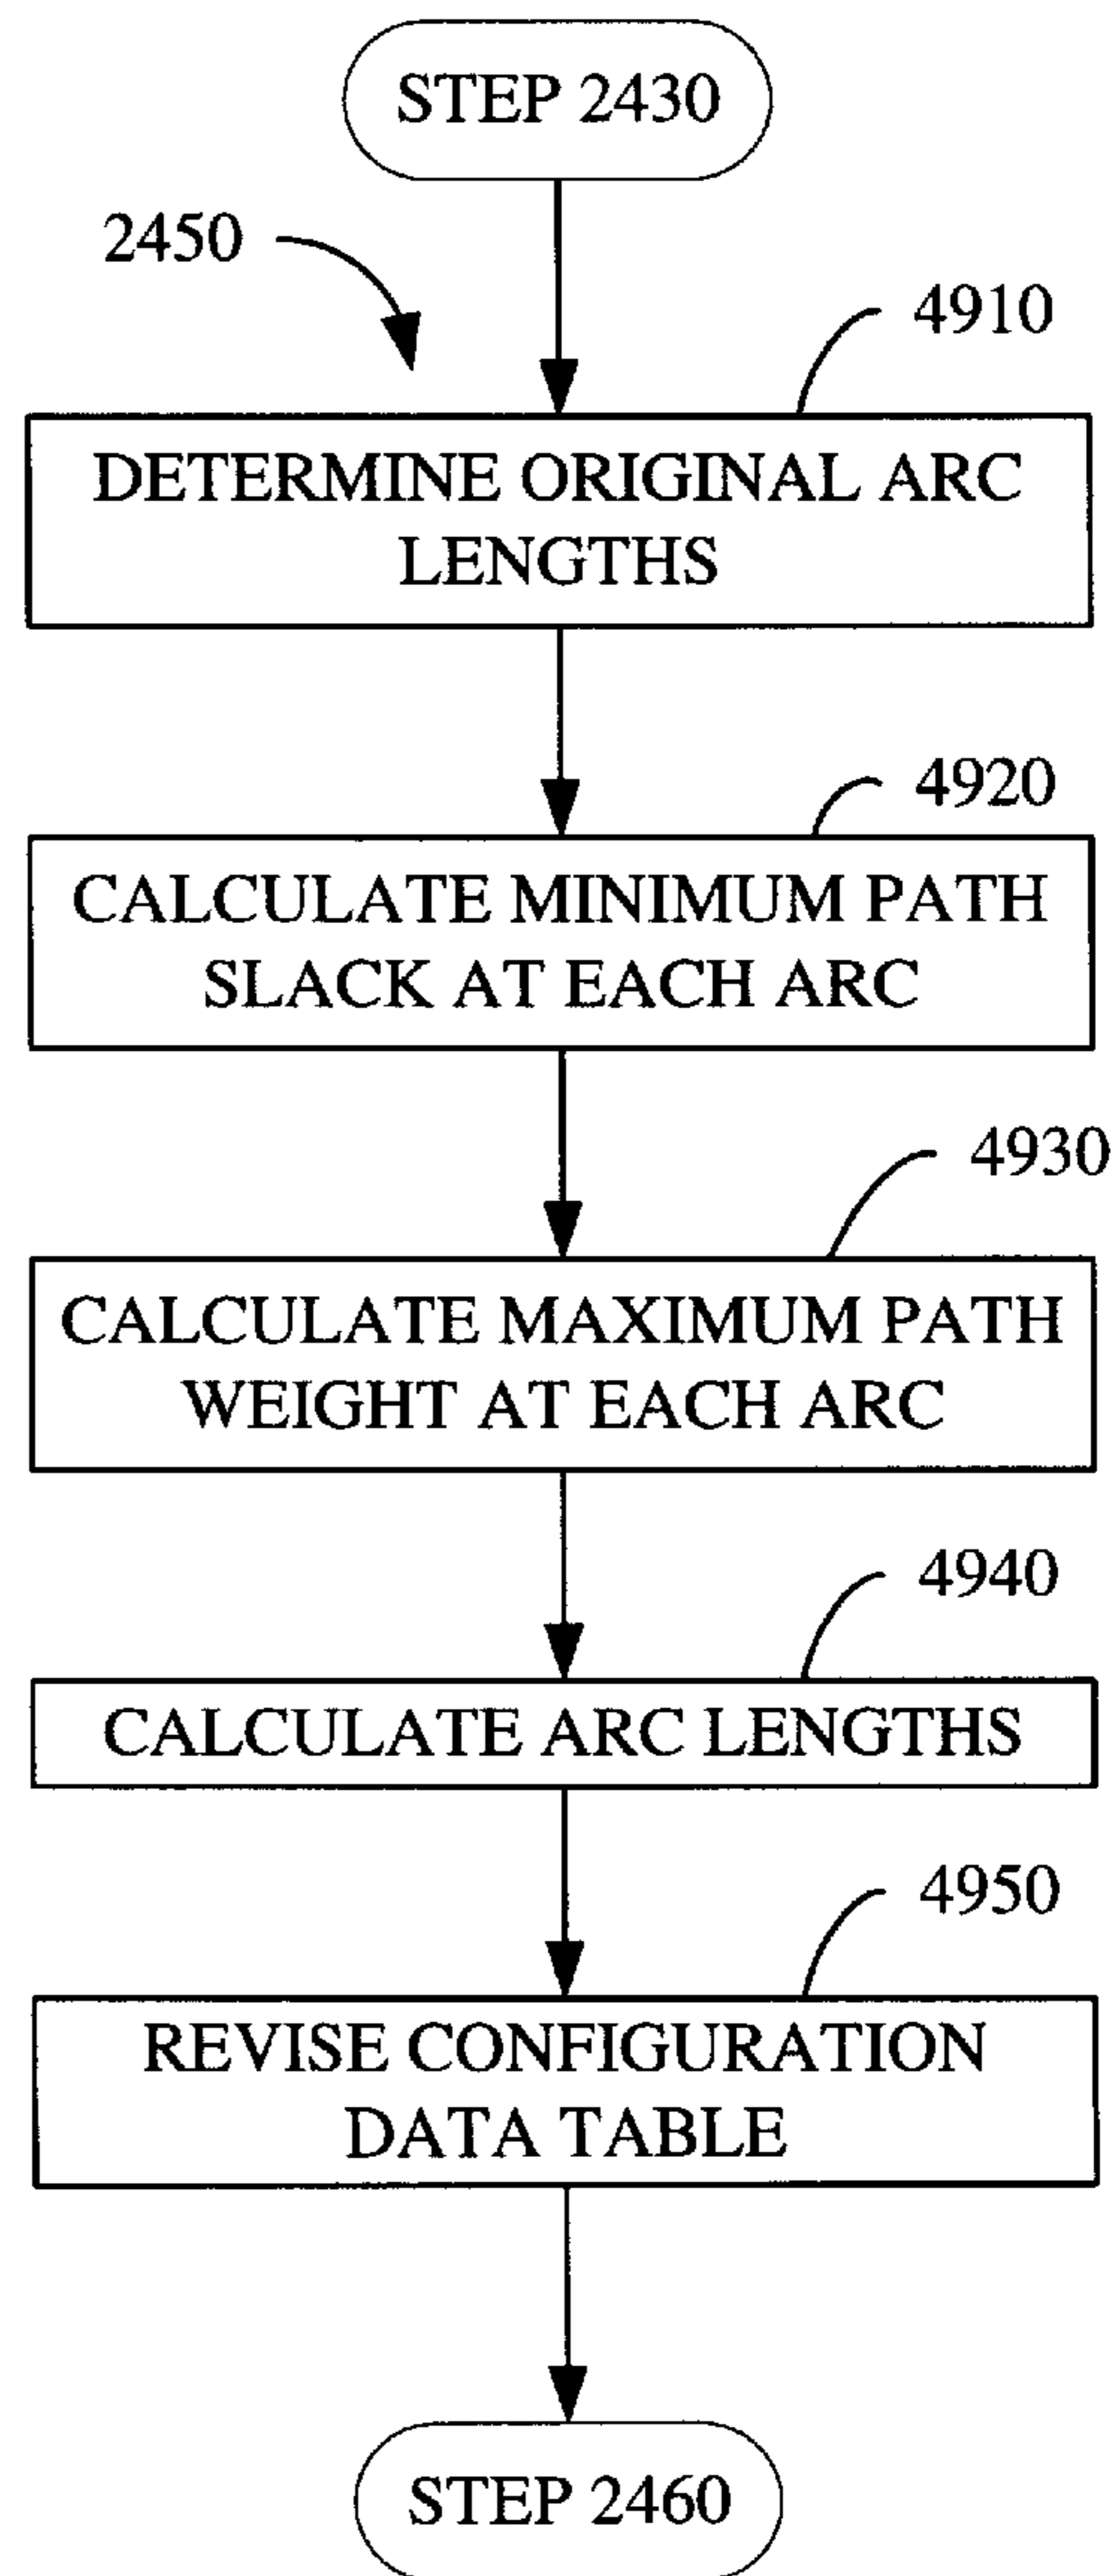 STEP 2430
2450
4910
DETERMINE ORIGINAL ARC
LENGTHS
4920
CALCULATE MINIMUM PATH
SLACK AT EACH ARC
4930
CALCULATE MAXIMUM PATH
WEIGHT AT EACH ARC
4940
CALCULATE ARC LENGTHS
4950
REVISE CONFIGURATION
DATA TABLE
STEP 2460